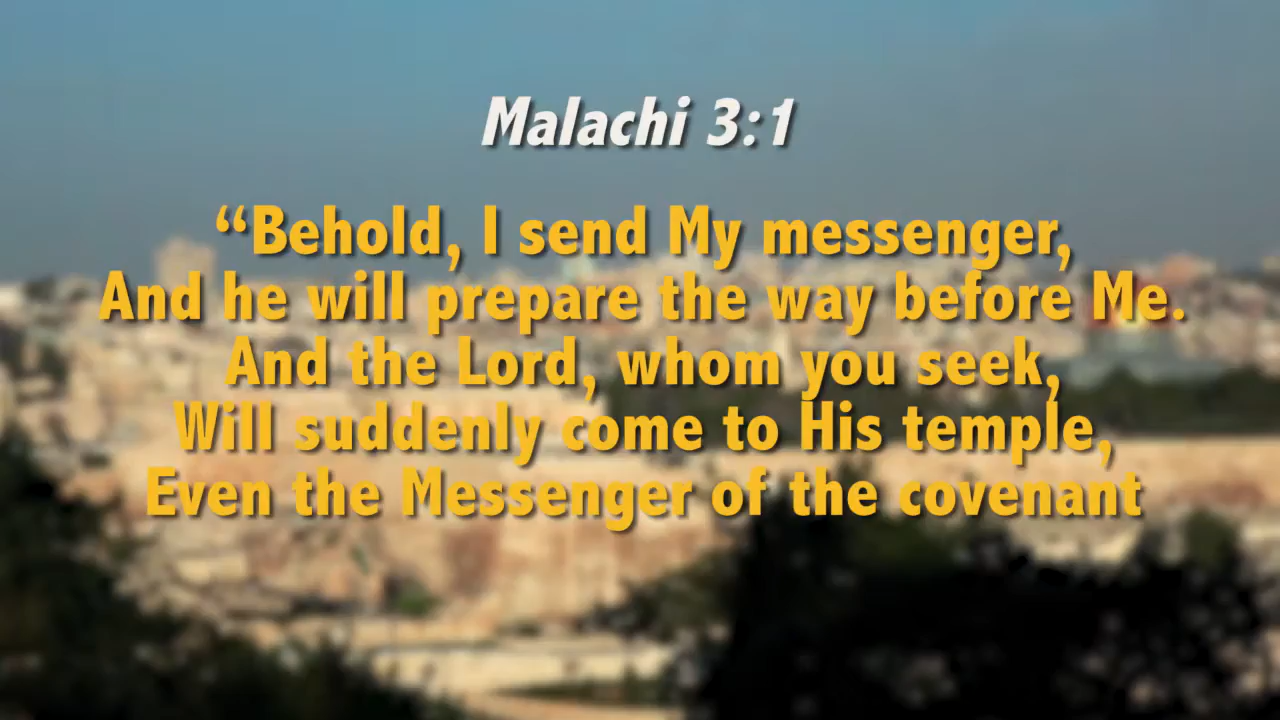 Malachi 3:1
“Behold, I send My messenger,
And he will prepare the way before Me.
And the Lord, whom you seek,
Will suddenly come to His temple,
Even the Messenger of the covenant